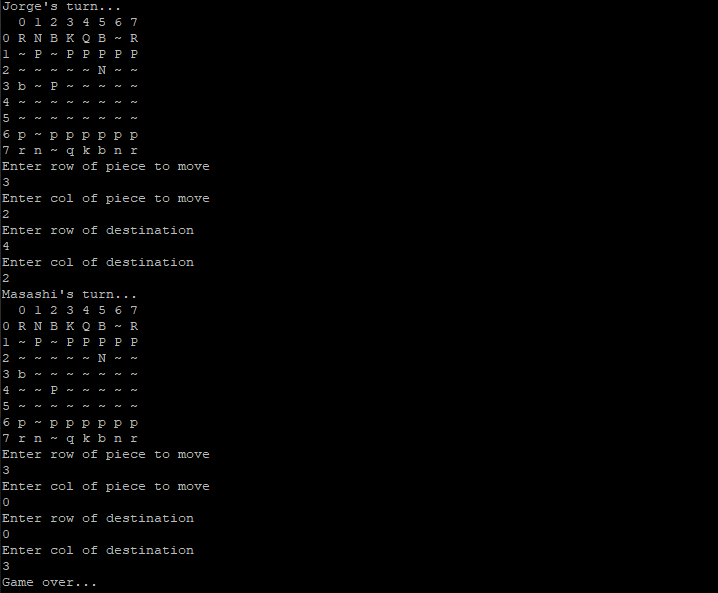 Jorge's turn...
  0 1 2 3 4 5 6 7
0 R N B K Q B ~ R
1 ~ P ~ P P P P P
2 ~ ~ ~ ~ ~ N ~ ~
3 b ~ P ~ ~ ~ ~ ~
4 ~ ~ ~ ~ ~ ~ ~ ~
5 ~ ~ ~ ~ ~ ~ ~ ~
6 p ~ p p p p p p
7 r n ~ q k b n r
Enter row of piece to move
3
Enter col of piece to move
2
Enter row of destination
4
Enter col of destination
2
Masashi's turn...
  0 1 2 3 4 5 6 7
0 R N B K Q B ~ R
1 ~ P ~ P P P P P
2 ~ ~ ~ ~ ~ N ~ ~
3 b ~ ~ ~ ~ ~ ~ ~
4 ~ ~ P ~ ~ ~ ~ ~
5 ~ ~ ~ ~ ~ ~ ~ ~
6 p ~ p p p p p p
7 r n ~ q k b n r
Enter row of piece to move
3
Enter col of piece to move
0
Enter row of destination
0
Enter col of destination
3
Game over...